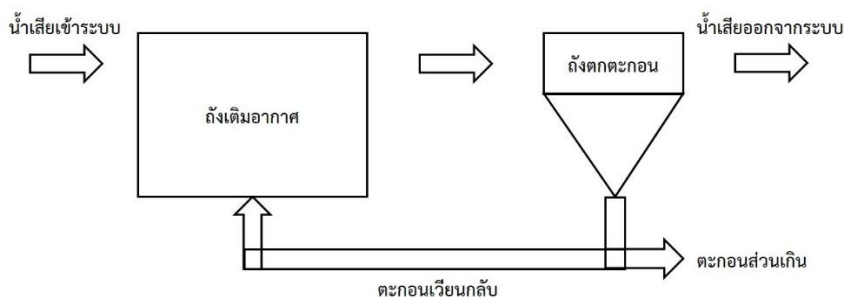 น้ำเสียเข้าระบบ
น้ำเสียออกจากระบบ
ถังตกตะกอน
ถังเติมอากาศ
ตะกอนส่วนเกิน
ตะกอนเวียนกลับ